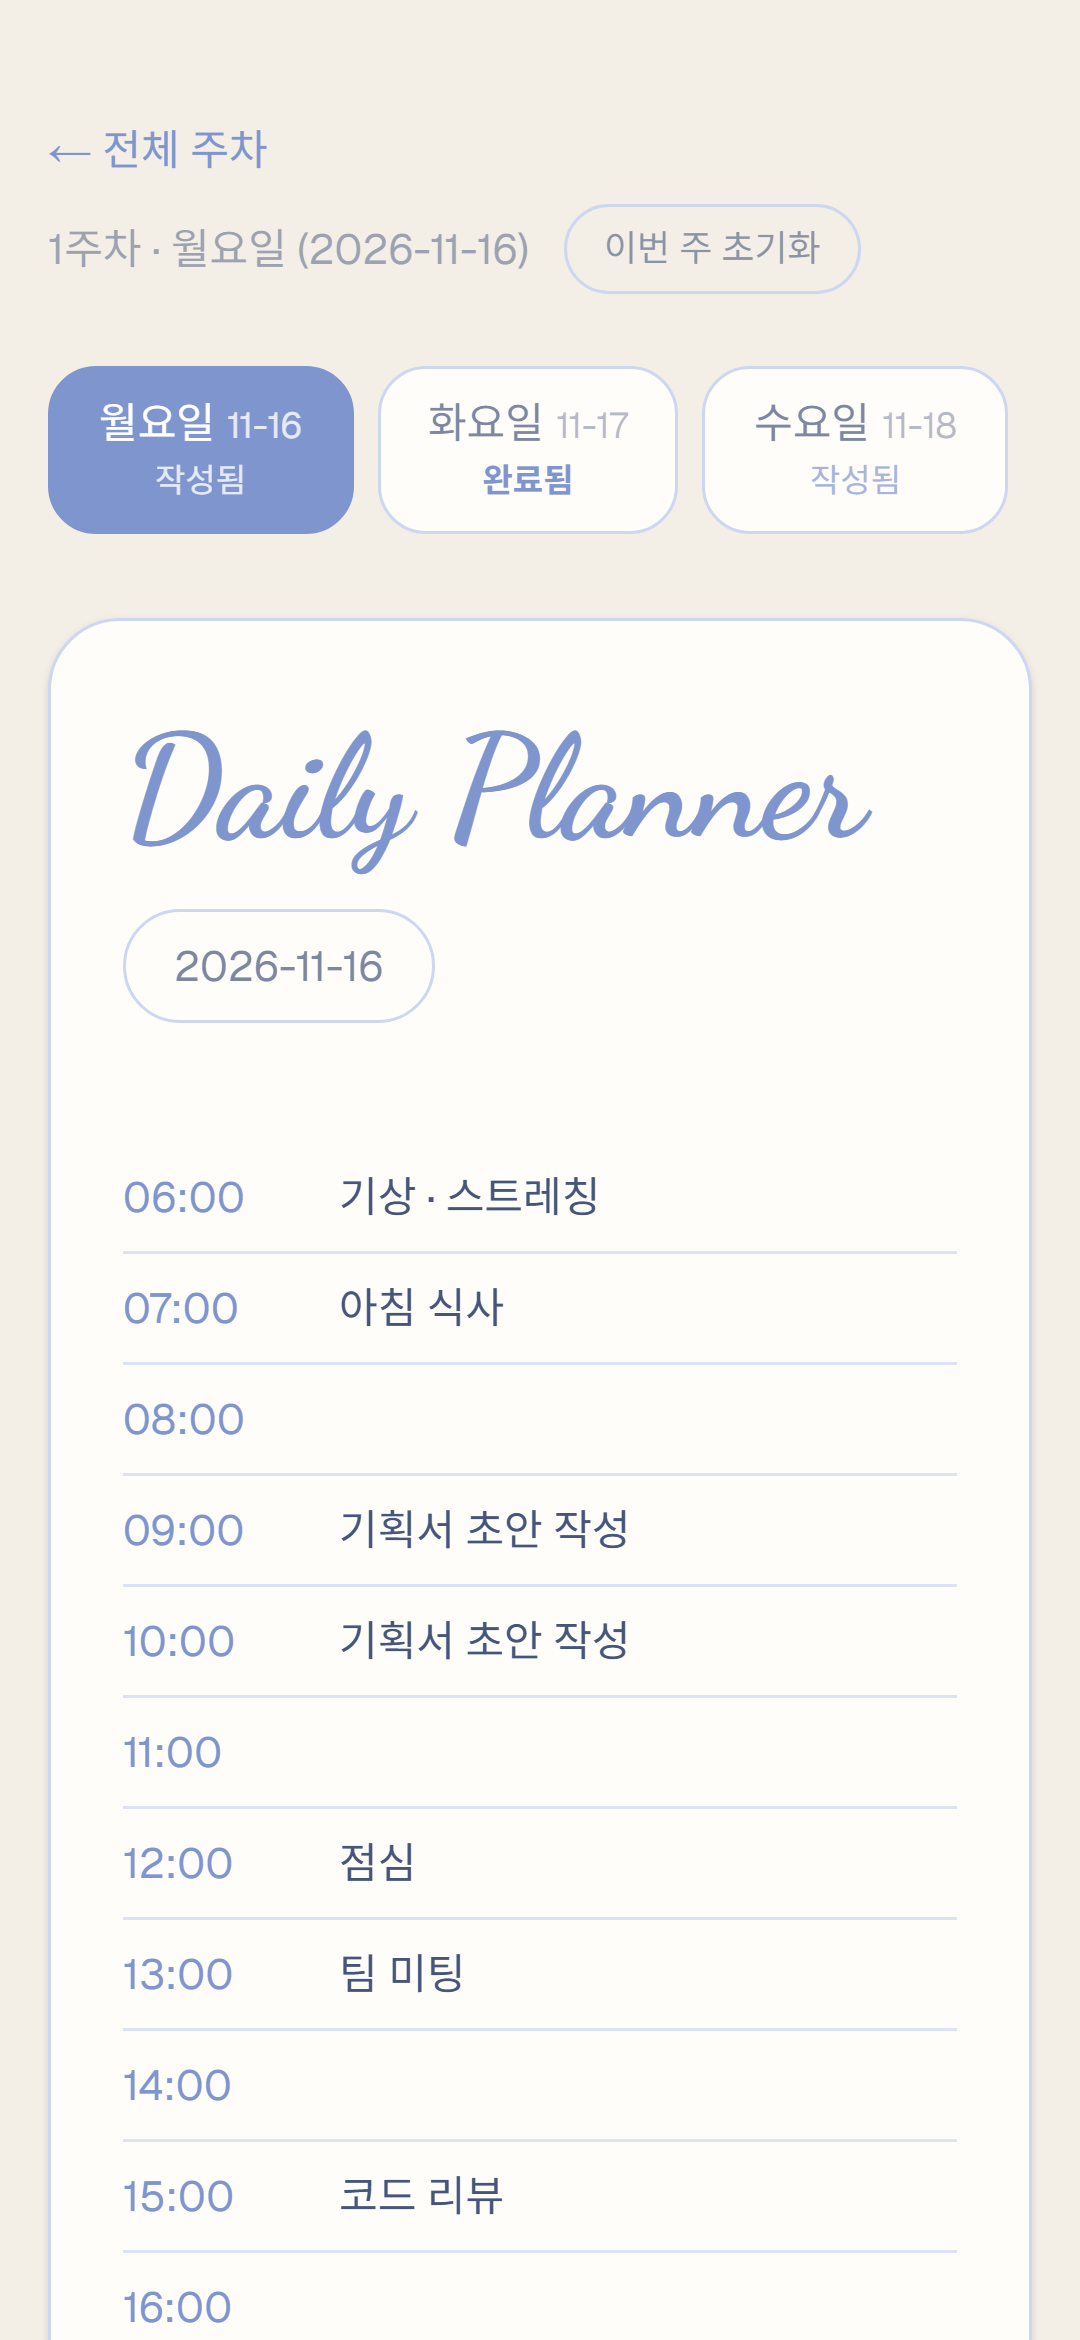 ← 전체 주차
1주차 · 월요일 (2026-11-16)
이번 주 초기화
월요일 11-16
작성됨
화요일 11-17
완료됨
수요일 11-18
작성됨
Daily Planner
2026-11-16
06:00 기상 · 스트레칭
07:00 아침 식사
08:00
09:00 기획서 초안 작성
10:00 기획서 초안 작성
11:00
12:00 점심
13:00 팀 미팅
14:00
15:00 코드 리뷰
16:00